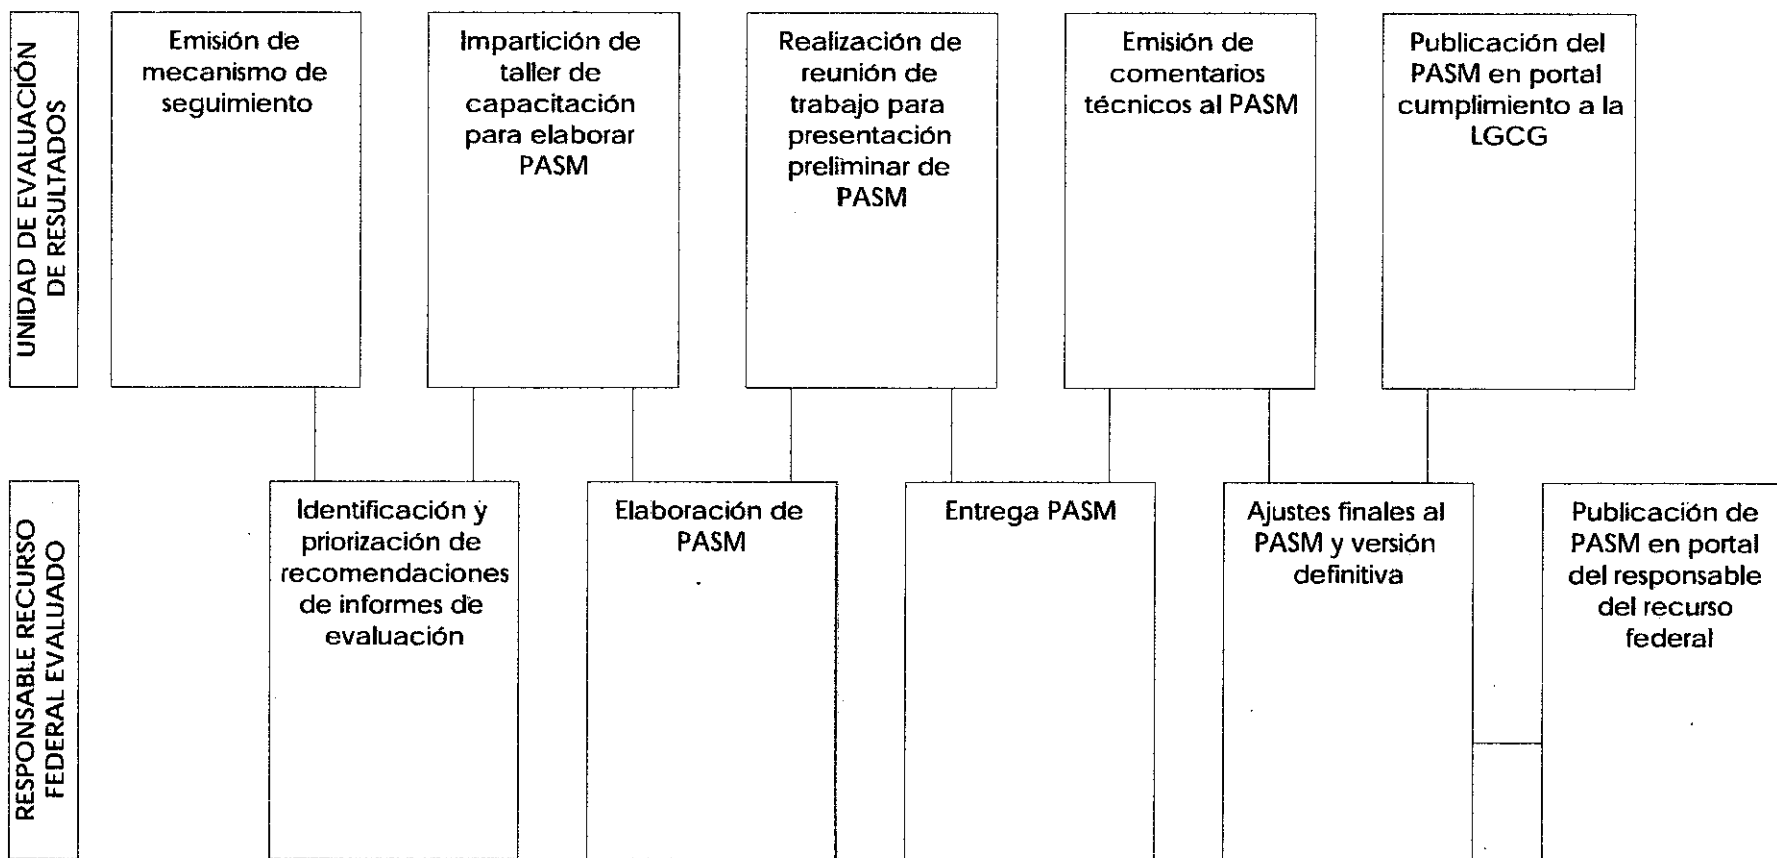 UNIDAD DE EVALUACIÓN
DE RESULTADOS
Emisión de
mecanismo de
seguimiento
Impartición de
taller de
capacitación
para elaborar
PASM
Realización de
reunión de
trabajo para
presentación
preliminar de
PASM
Emisión de
comentarios
técnicos al PASM
Publicación del
PASM en portal
cumplimiento a la
LGCG
RESPONSABLE RECURSO
FEDERAL EVALUADO
Identificación y
priorización de
recomendaciones
de informes de
evaluación
Elaboración de
PASM
Entrega PASM
Ajustes finales al
PASM y versión
definitiva
Publicación de
PASM en portal
del responsable
del recurso
federal